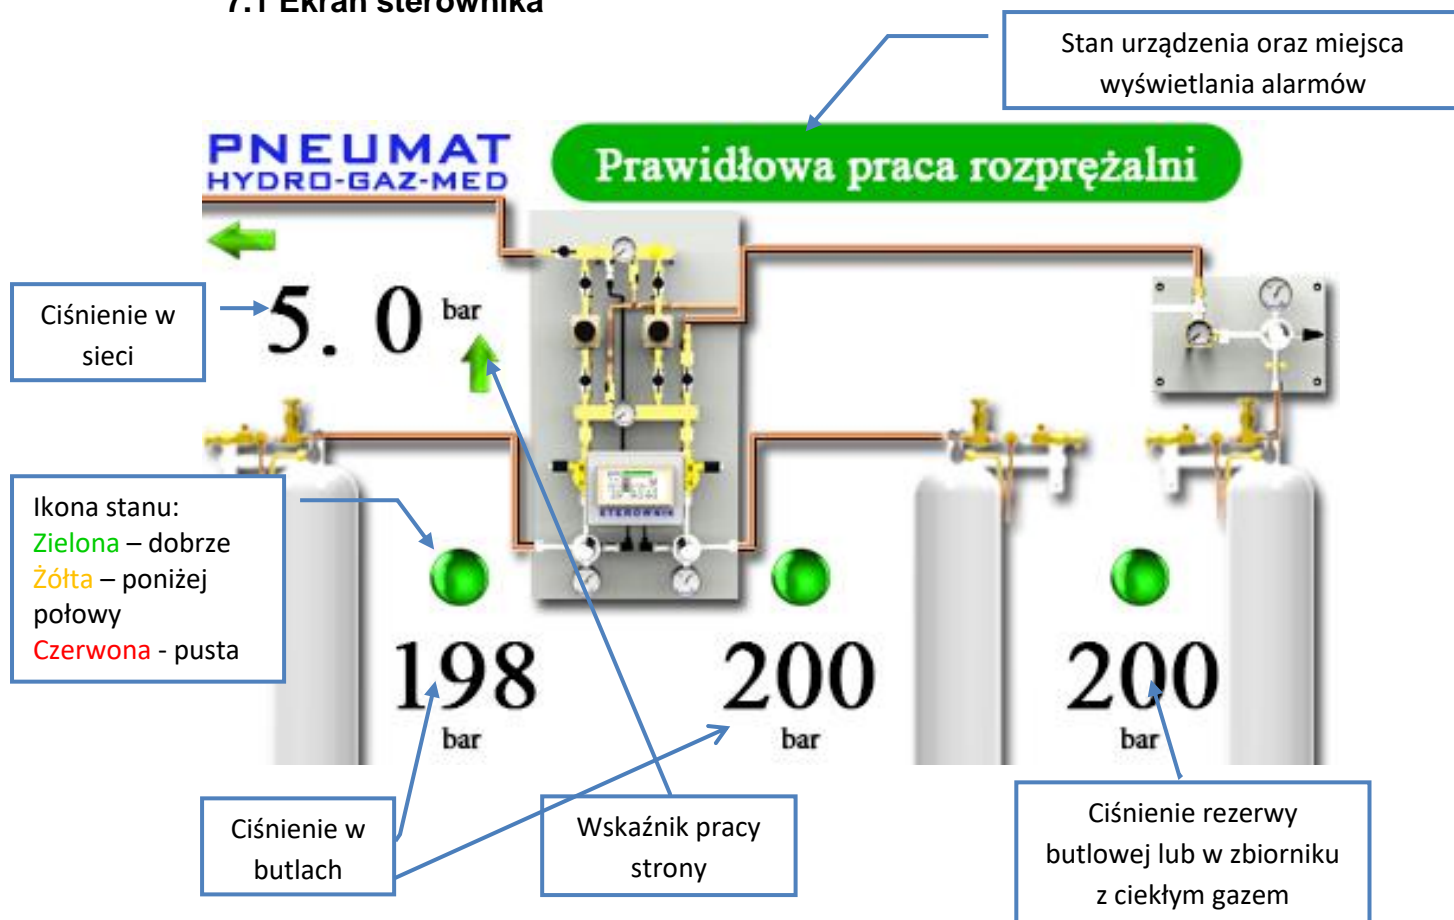 7.1 Ekran sterownika
Stan urządzenia oraz miejsca
wyświetlania alarmów
PNEUMAT
HYDRO-GAZ-MED
Prawidłowa praca rozprężalni
Ciśnienie w
sieci
5. 0 bar
Ikona stanu:
Zielona – dobrze
Żółta – poniżej
połowy
Czerwona - pusta
STEROWNIK
198
bar
200
bar
200
bar
Ciśnienie w
butlach
Wskaźnik pracy
strony
Ciśnienie rezerwy
butlowej lub w zbiorniku
z ciekłym gazem